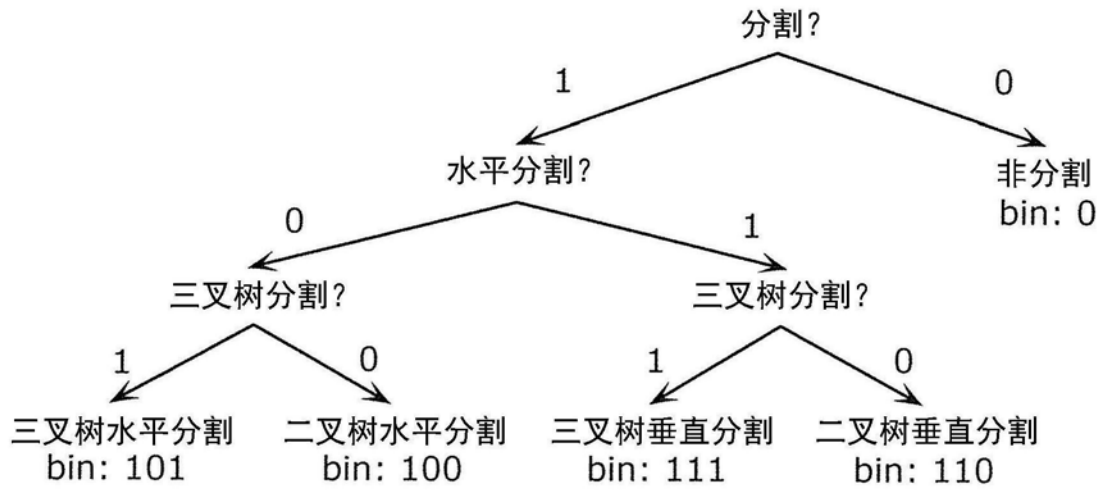 分割？
1
0
水平分割？
非分割
bin: 0
0
1
三叉树分割？
三叉树分割？
1
0
1
0
三叉树水平分割
bin: 101
二叉树水平分割
bin: 100
三叉树垂直分割
bin: 111
二叉树垂直分割
bin: 110